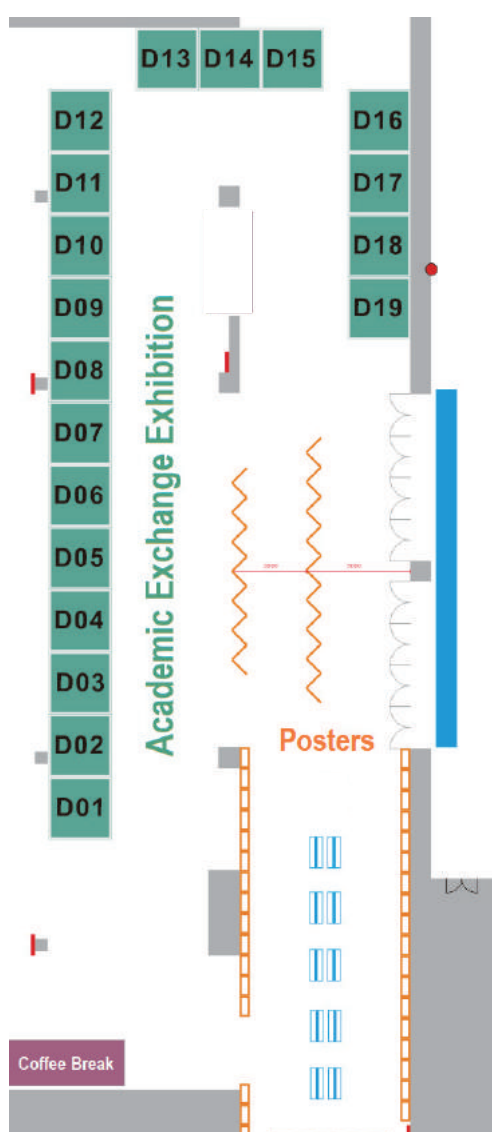 D13 D14 D15
D12
D11
D10
D09
D08
D07
D06
D05
D04
D03
D02
D01
D16
D17
D18
D19
Academic Exchange Exhibition
Posters
Coffee Break